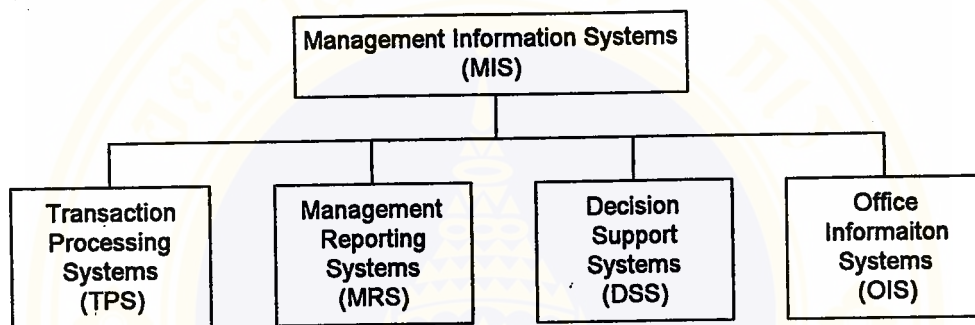 Management Information Systems
(MIS)
Transaction
Processing
Systems
(TPS)
Management
Reporting
Systems
(MRS)
Decision
Support
Systems
(DSS)
Office
Informaiton
Systems
(OIS)